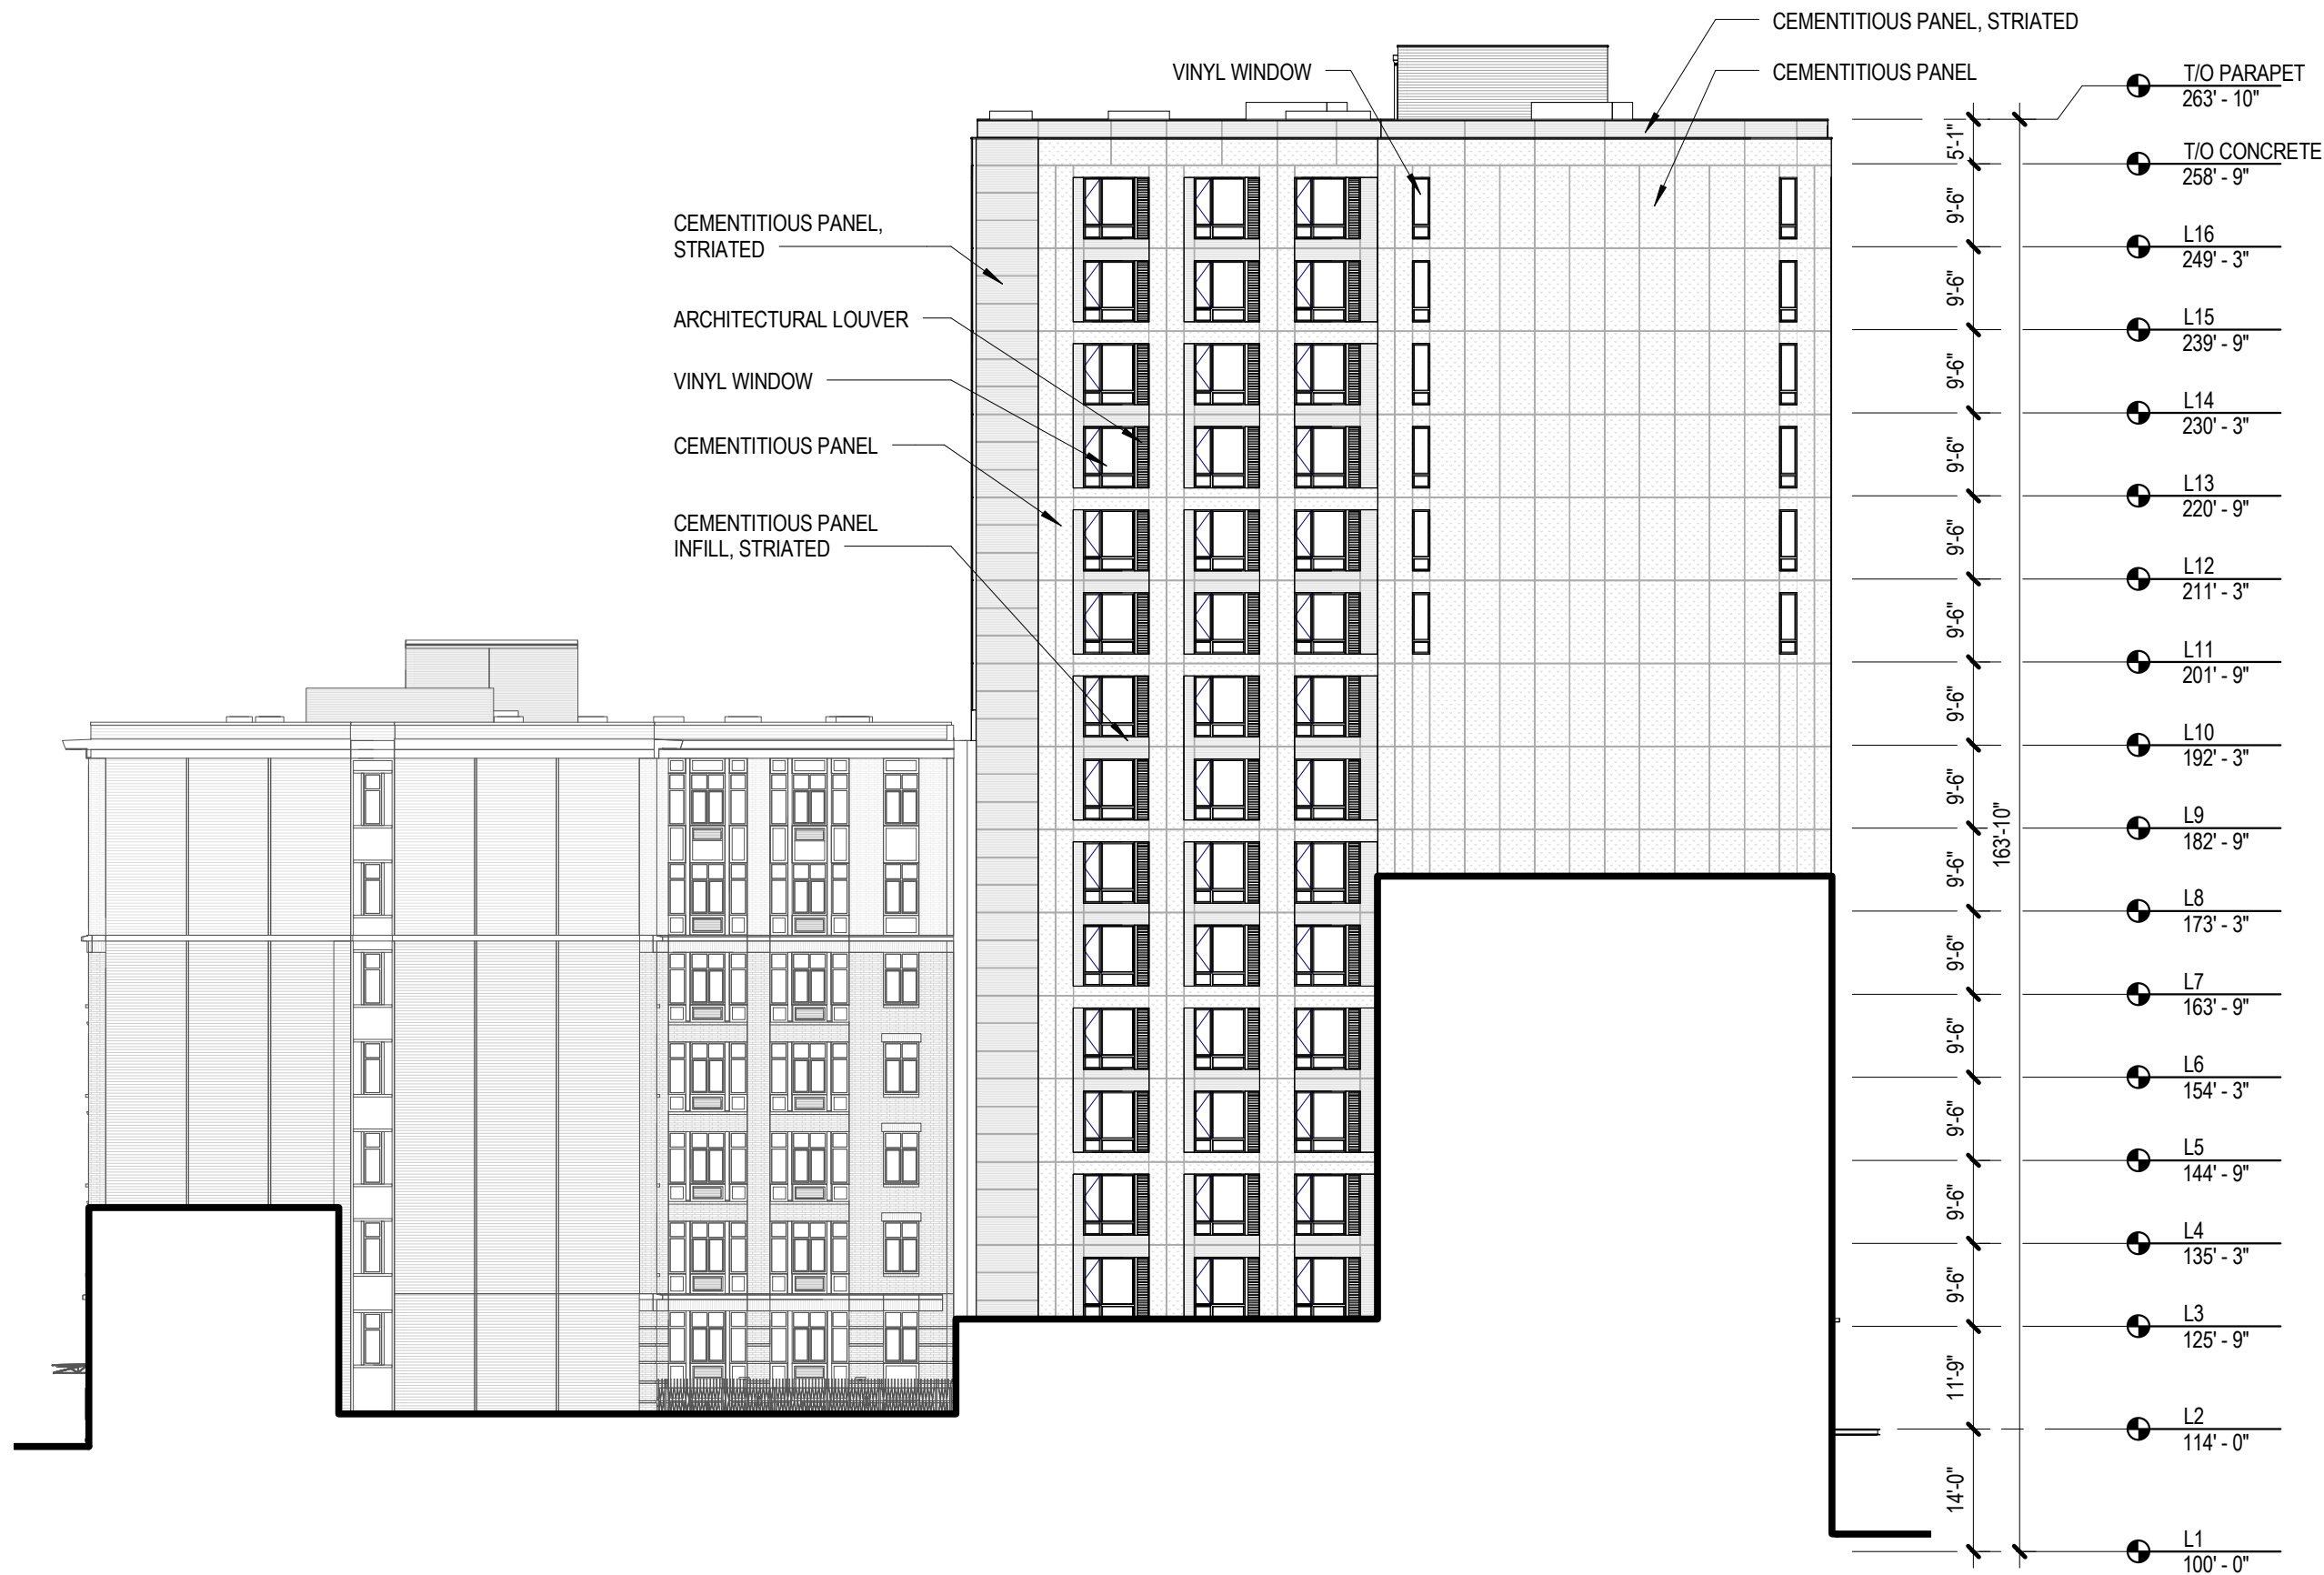 CEMENTITIOUS PANEL, STRIATED
VINYL WINDOW
CEMENTITIOUS PANEL
CEMENTITIOUS PANEL,
STRIATED
ARCHITECTURAL LOUVER
VINYL WINDOW
CEMENTITIOUS PANEL
CEMENTITIOUS PANEL
INFILL, STRIATED
5'-1"
9'-6"
9'-6"
9'-6"
9'-6"
9'-6"
9'-6"
9'-6"
9'-6"
9'-6"
9'-6"
9'-6"
9'-6"
9'-6"
9'-6"
11'-9"
14'-0"
163'-10"
T/O PARAPET
263' - 10"
T/O CONCRETE
258' - 9"
L16
249' - 3"
L15
239' - 9"
L14
230' - 3"
L13
220' - 9"
L12
211' - 3"
L11
201' - 9"
L10
192' - 3"
L9
182' - 9"
L8
173' - 3"
L7
163' - 9"
L6
154' - 3"
L5
144' - 9"
L4
135' - 3"
L3
125' - 9"
L2
114' - 0"
L1
100' - 0"